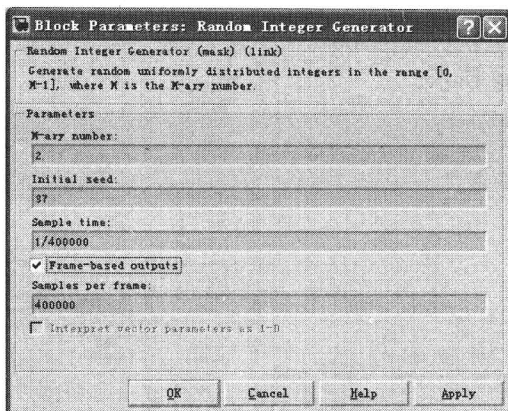 Block Parameters: Random Integer Generator
Random Integer Generator (mask) (link)
Generate random uniformly distributed integers in the range [0,
M-1], where M is the M-ary number.
Parameters
M-ary number:
2
Initial seed:
37
Sample time:
1/400000
Frame-based outputs
Samples per frame:
400000
Interpret vector parameters as 1-D
OK
Cancel
Help
Apply